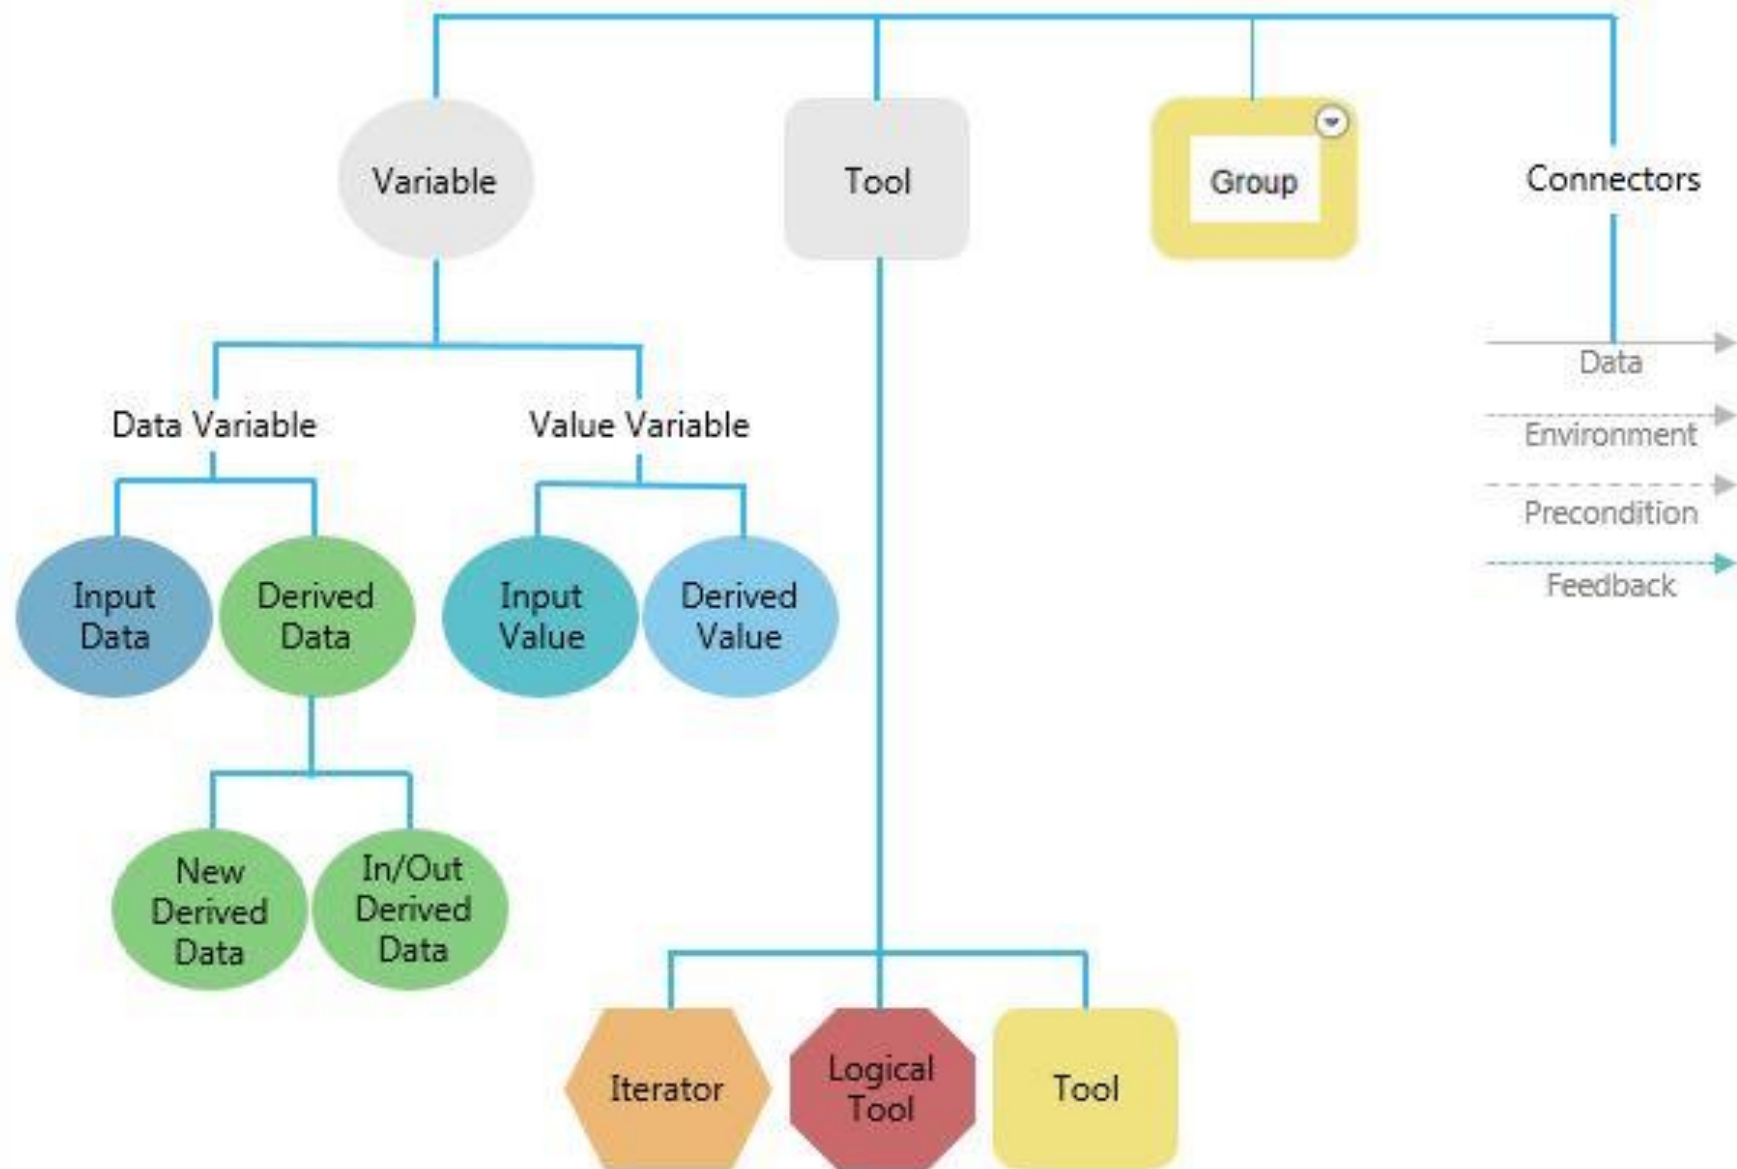 Variable
Tool
Group
Connectors
Data
Environment
Precondition
Feedback
Data Variable
Value Variable
Input
Data
Derived
Data
Input
Value
Derived
Value
New
Derived
Data
In/Out
Derived
Data
Iterator
Logical
Tool
Tool